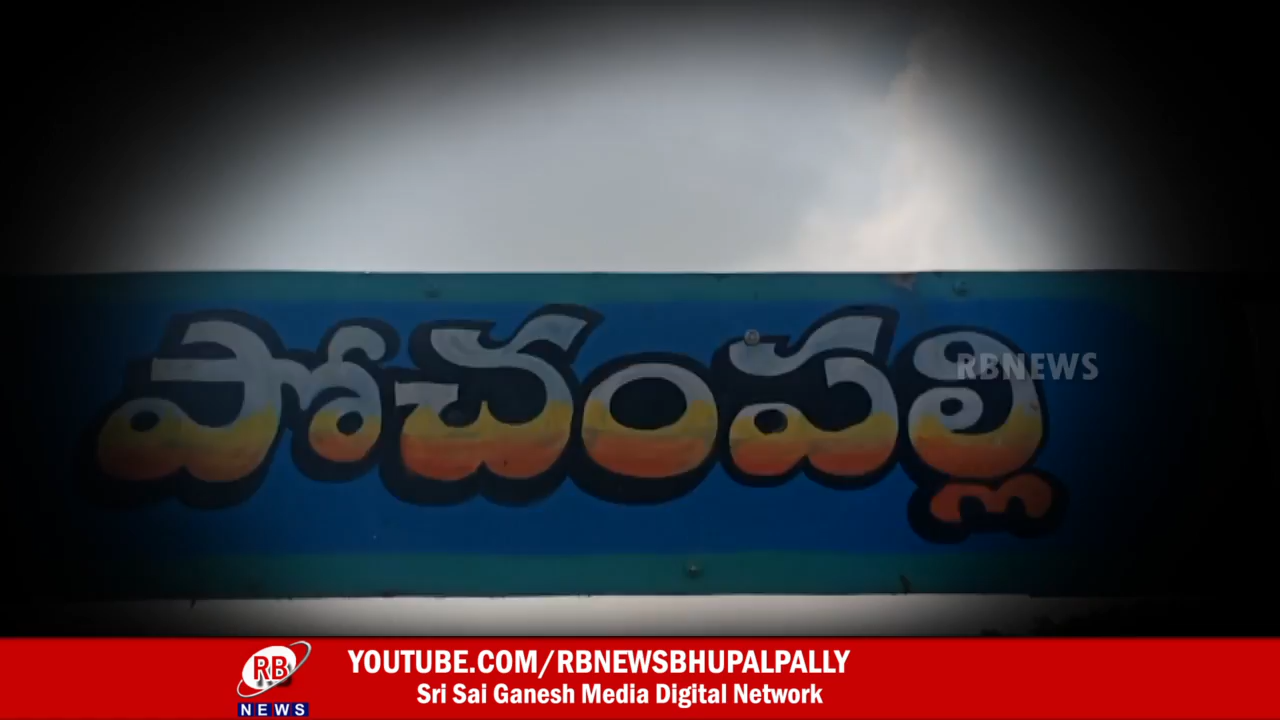 పోచంపల్లి
RBNEWS
YOUTUBE.COM/RBNEWSBHUPALPALLY
Sri Sai Ganesh Media Digital Network
RB
NEWS